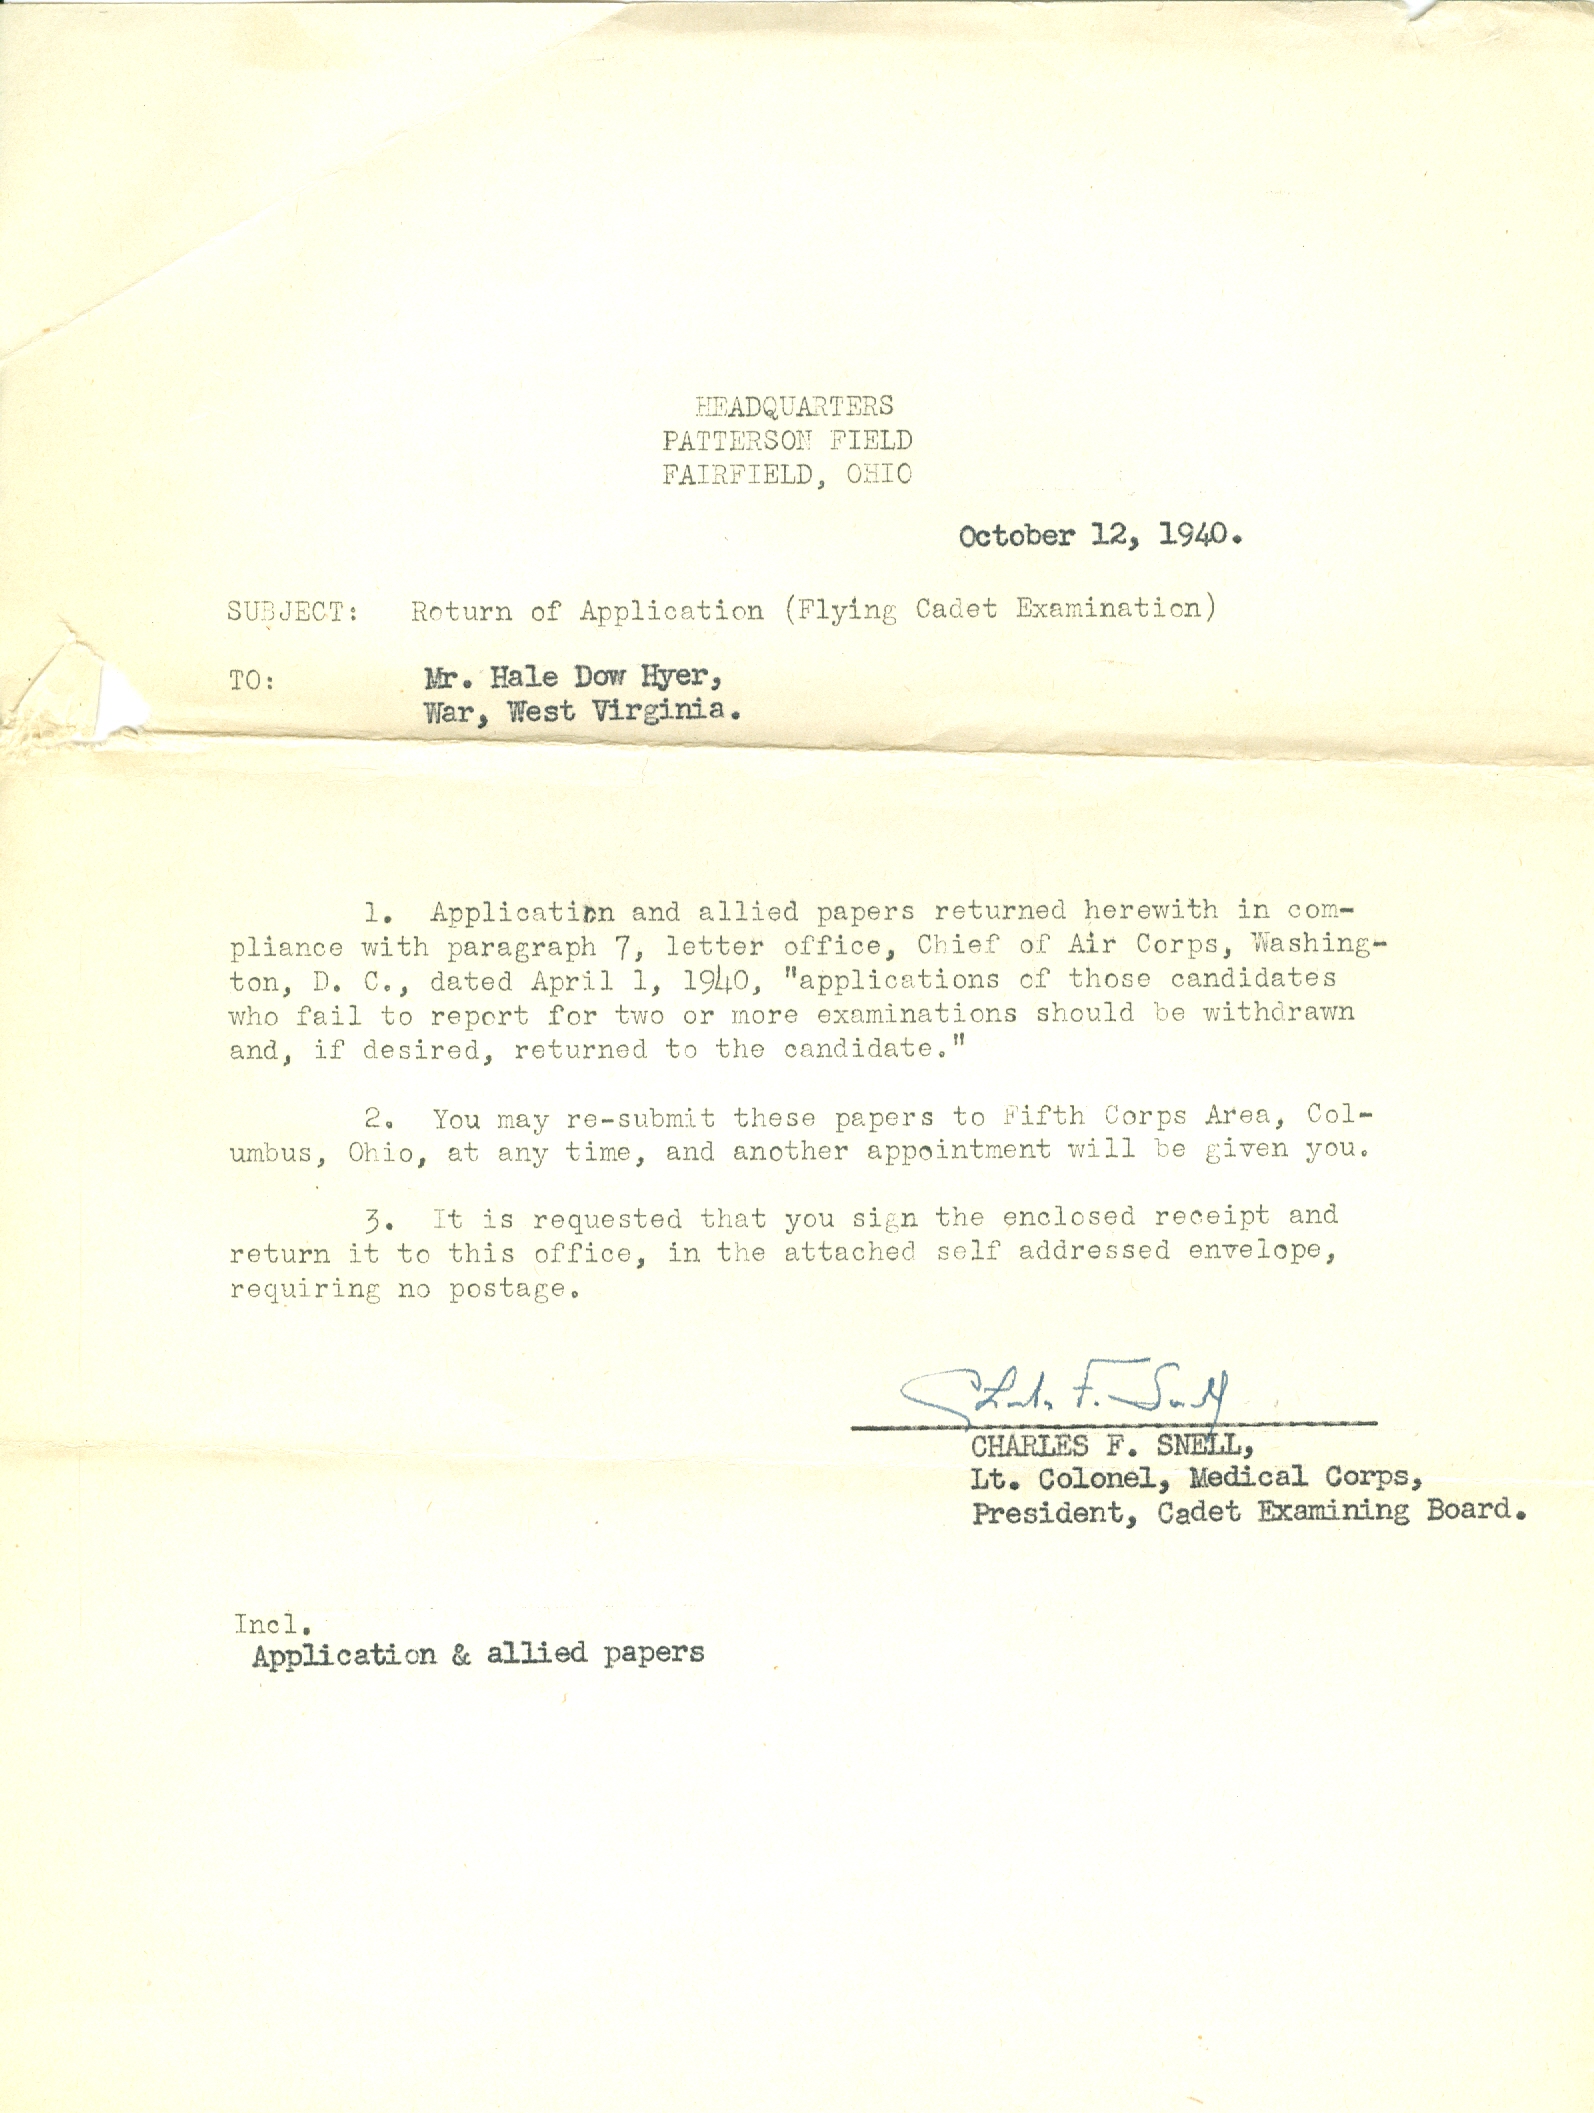 HEADQUARTERS
PATTERSON FIELD
FAIRFIELD, OHIO
October 12, 1940.
SUBJECT: Return of Application (Flying Cadet Examination)
TO: Mr. Hale Dow Hyer,
War, West Virginia.
1. Application and allied papers returned herewith in com-
pliance with paragraph 7, letter office, Chief of Air Corps, Washing-
ton, D. C., dated April 1, 1940, "applications of those candidates
who fail to report for two or more examinations should be withdrawn
and, if desired, returned to the candidate."
2. You may re-submit these papers to Fifth Corps Area, Col-
umbus, Ohio, at any time, and another appointment will be given you.
3. It is requested that you sign the enclosed receipt and
return it to this office, in the attached self addressed envelope,
requiring no postage.
Charles F. Snell
CHARLES F. SNELL,
Lt. Colonel, Medical Corps,
President, Cadet Examining Board.
Incl.
Application & allied papers